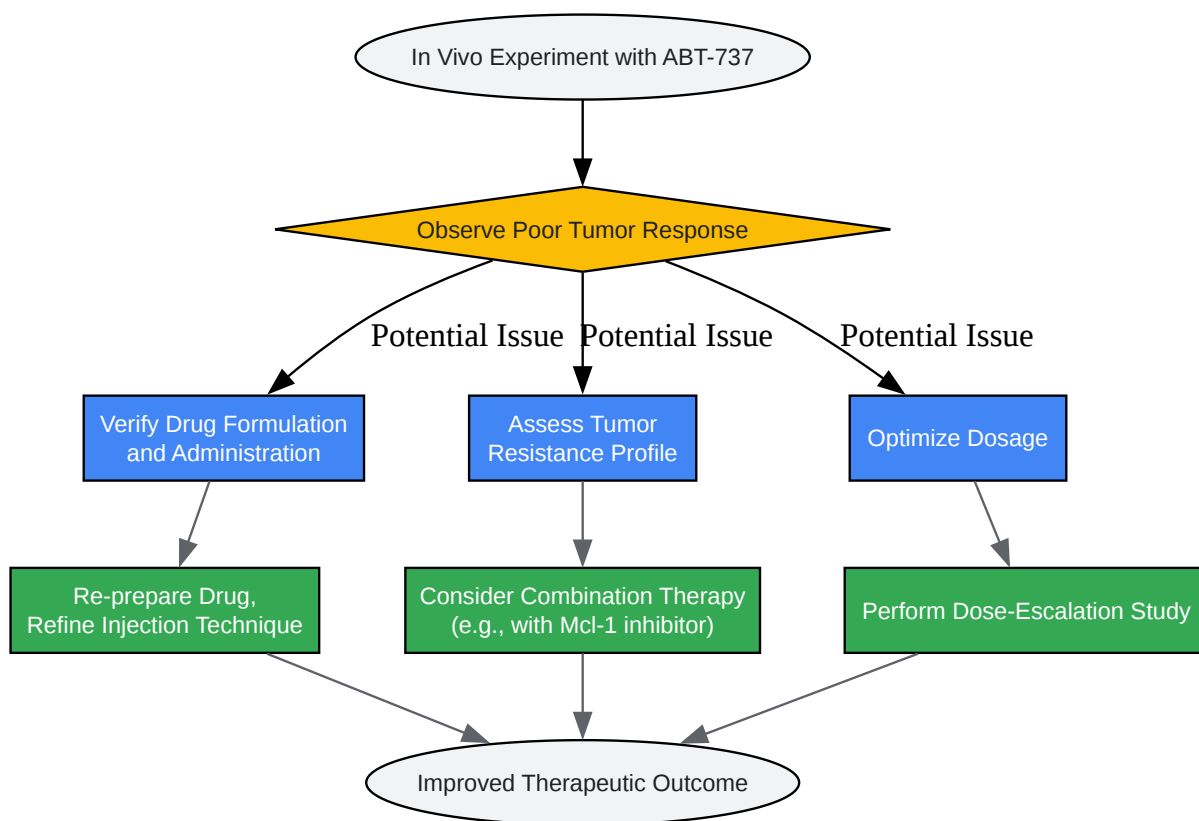 In Vivo Experiment with ABT-737
Observe Poor Tumor Response
Potential Issue
Potential Issue
Potential Issue
Verify Drug Formulation
and Administration
Assess Tumor
Resistance Profile
Optimize Dosage
Re-prepare Drug,
Refine Injection Technique
Consider Combination Therapy
(e.g., with Mcl-1 inhibitor)
Perform Dose-Escalation Study
Improved Therapeutic Outcome